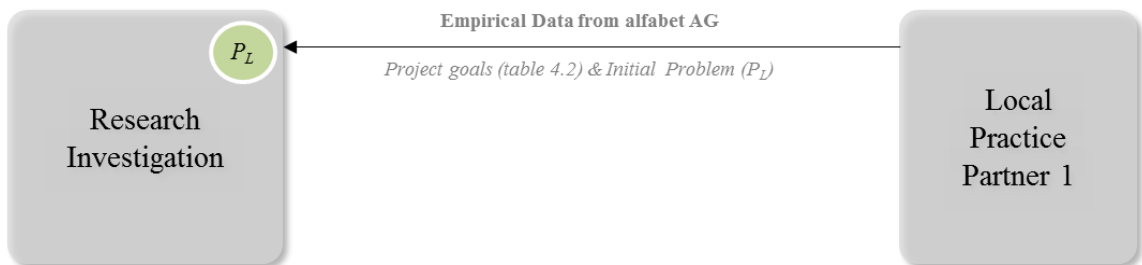 Empirical Data from alfabet AG
P_L
Project goals (table 4.2) & Initial Problem (P_L)
Research
Investigation
Local
Practice
Partner 1